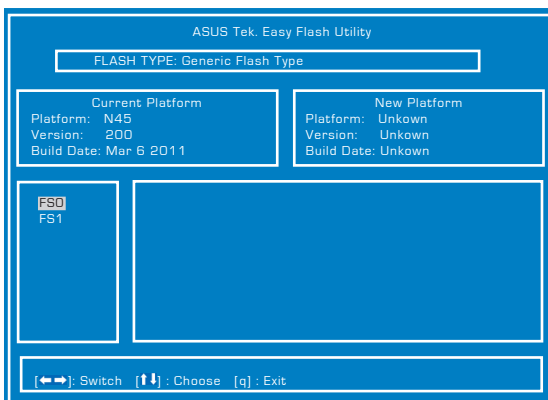 ASUS Tek. Easy Flash Utility
FLASH TYPE: Generic Flash Type
Current Platform
Platform: N45
Version: 200
Build Date: Mar 6 2011
New Platform
Platform: Unkown
Version: Unkown
Build Date: Unkown
FS0
FS1
[←→]: Switch [↑↓] : Choose [q] : Exit